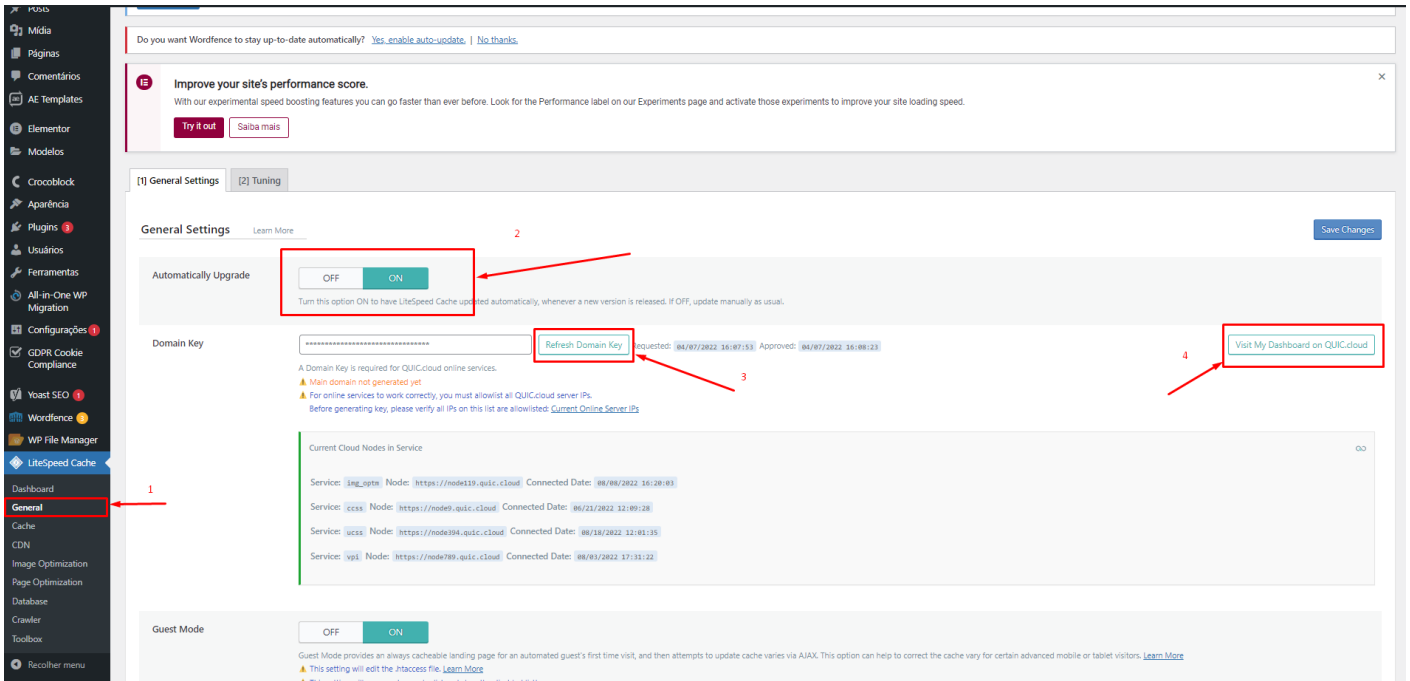 Posts
Mídia
Páginas
Comentários
AE Templates
Elementor
Modelos
Crocoblock
Aparência
Plugins 3
Usuários
Ferramentas
All-in-One WP
Migration
Configurações 1
GDPR Cookie
Compliance
Yoast SEO 1
Wordfence 3
WP File Manager
LiteSpeed Cache
Dashboard
General
Cache
CDN
Image Optimization
Page Optimization
Database
Crawler
Toolbox
Recolher menu
1
Do you want Wordfence to stay up-to-date automatically? Yes, enable auto-update. | No thanks.
Improve your site's performance score.
With our experimental speed boosting features you can go faster than ever before. Look for the Performance label on our Experiments page and activate those experiments to improve your site loading speed.
Try it out Saiba mais
[1] General Settings [2] Tuning
General Settings Learn More
2
Save Changes
Automatically Upgrade OFF ON
Turn this option ON to have LiteSpeed Cache updated automatically, whenever a new version is released. If OFF, update manually as usual.
Domain Key ******************************** Refresh Domain Key Requested: 04/07/2022 16:07:53 Approved: 04/07/2022 16:08:23 Visit My Dashboard on QUIC.cloud
4
3
A Domain Key is required for QUIC.cloud online services.
Main domain not generated yet
For online services to work correctly, you must allowlist all QUIC.cloud server IPs.
Before generating key, please verify all IPs on this list are allowlisted: Current Online Server IPs
Current Cloud Nodes in Service
Service: img_optm Node: https://node119.quic.cloud Connected Date: 08/08/2022 16:20:03
Service: ccss Node: https://node9.quic.cloud Connected Date: 06/21/2022 12:09:28
Service: ucss Node: https://node394.quic.cloud Connected Date: 08/18/2022 12:01:35
Service: vpi Node: https://node789.quic.cloud Connected Date: 08/03/2022 17:31:22
Guest Mode OFF ON
Guest Mode provides an always cacheable landing page for an automated guest's first time visit, and then attempts to update cache varies via AJAX. This option can help to correct the cache vary for certain advanced mobile or tablet visitors. Learn More
This setting will edit the .htaccess file. Learn More